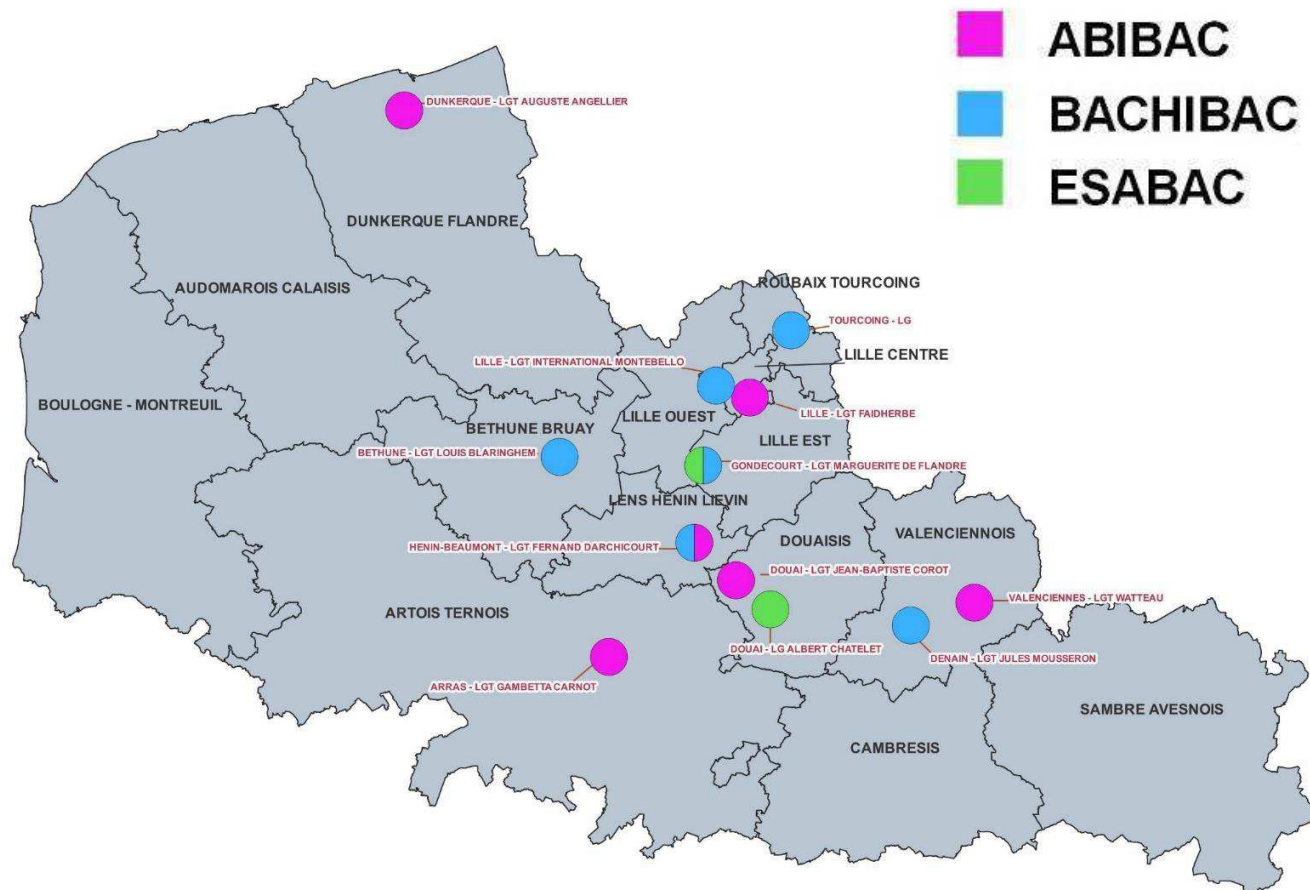 ABIBAC
BACHIBAC
ESABAC
DUNKERQUE - LGT AUGUSTE ANGELLIER
DUNKERQUE FLANDRE
AUDOMAROIS CALAISIS
ROUBAIX TOURCOING
TOURCOING - LG
LILLE CENTRE
LILLE - LGT INTERNATIONAL MONTEBELLO
BOULOGNE - MONTREUIL
LILLE OUEST
LILLE - LGT FAIDHERBE
BETHUNE BRUAY
LILLE EST
BETHUNE - LGT LOUIS BLARINGHEM
GONDECOURT - LGT MARGUERITE DE FLANDRE
LENS HENIN LIEVIN
HENIN-BEAUMONT - LGT FERNAND DARCHICOURT
DOUAISIS
VALENCIENNOIS
DOUAI - LGT JEAN-BAPTISTE COROT
VALENCIENNES - LGT WATTEAU
ARTOIS TERNOIS
DOUAI - LG ALBERT CHATELET
DENAIN - LGT JULES MOUSSERON
ARRAS - LGT GAMBETTA CARNOT
SAMBRE AVESNOIS
CAMBRESIS